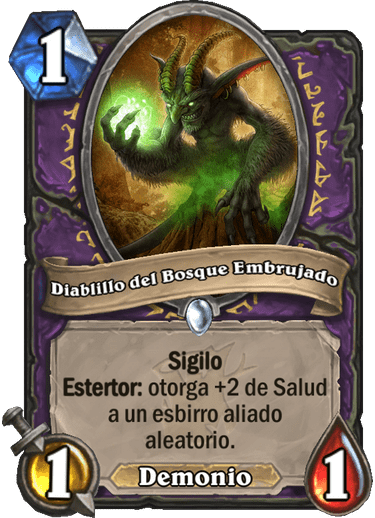 1
Diablillo del Bosque Embrujado
Sigilo
Estertor: otorga +2 de Salud
a un esbirro aliado
aleatorio.
1
Demonio
1